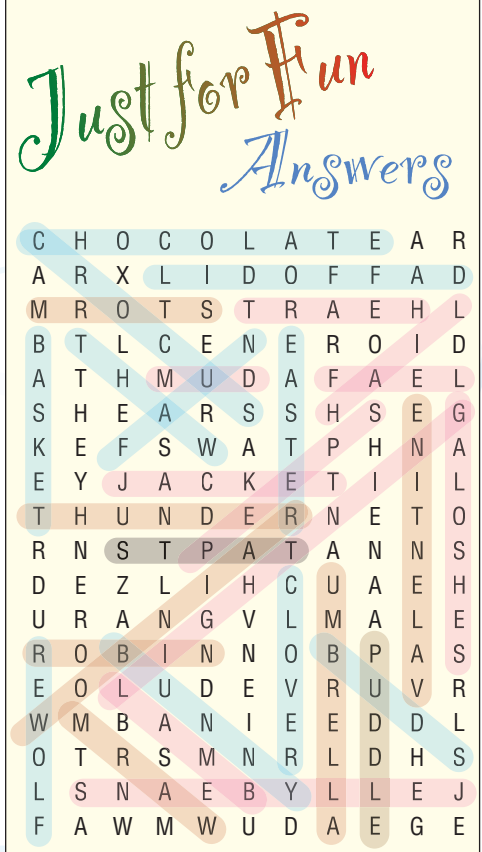 Just for Fun
Answers
C H O C O L A T E A R
A R X L I D O F F A D
M R O T S T R A E H L
B T L C E N E R O I D
A T H M U D A F A E L
S H E A R S S H S E G
K E F S W A T P H N A
E Y J A C K E T I I L
T H U N D E R N E T O
R N S T P A T A N N S
D E Z L I H C U A E H
U R A N G V L M A L E
R O B I N N O B P A S
E O L U D E V R U V R
W M B A N I E E D D L
O T R S M N R L D H S
L S N A E B Y L L E J
F A W M W U D A E G E